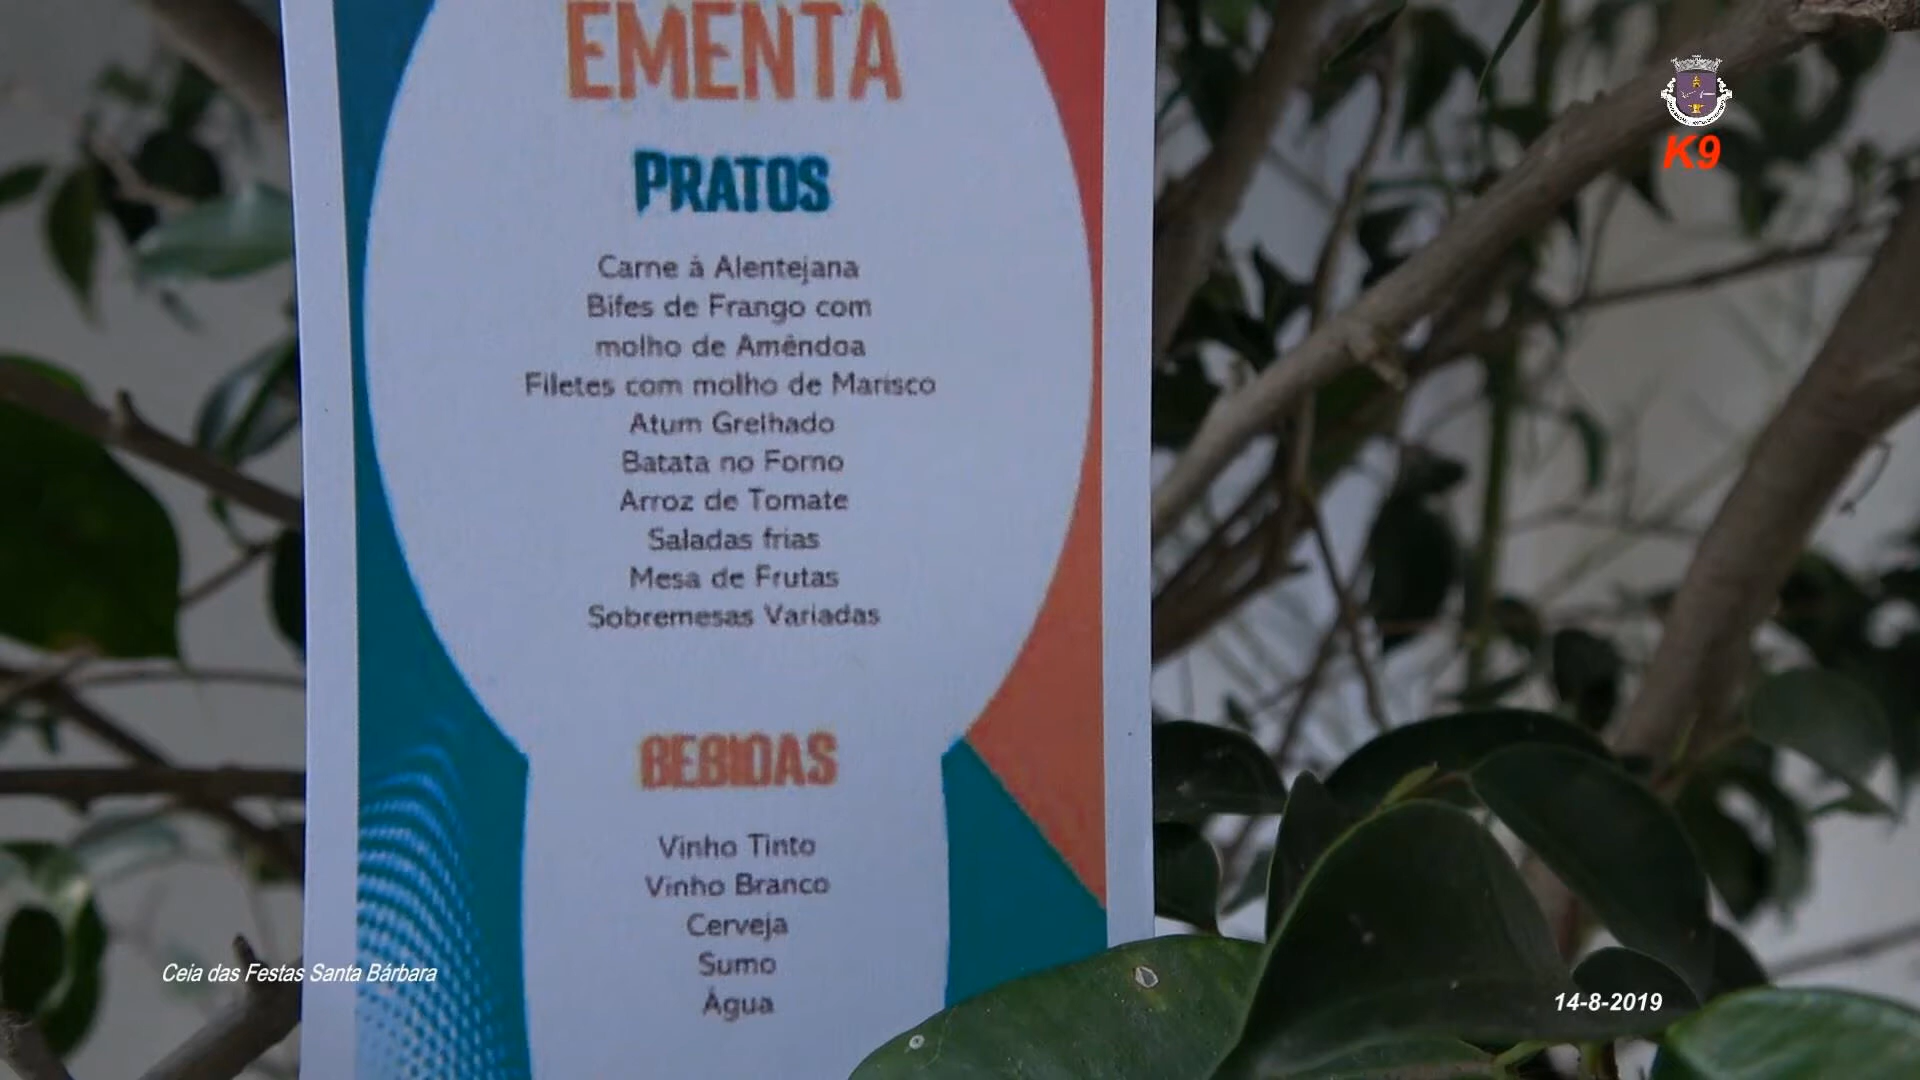 EMENTA
K9
PRATOS
Carne à Alentejana
Bifes de Frango com
molho de Amêndoa
Filetes com molho de Marisco
Atum Grelhado
Batata no Forno
Arroz de Tomate
Saladas frias
Mesa de Frutas
Sobremesas Variadas
BEBIDAS
Vinho Tinto
Vinho Branco
Cerveja
Sumo
Água
Ceia das Festas Santa Bárbara
14-8-2019